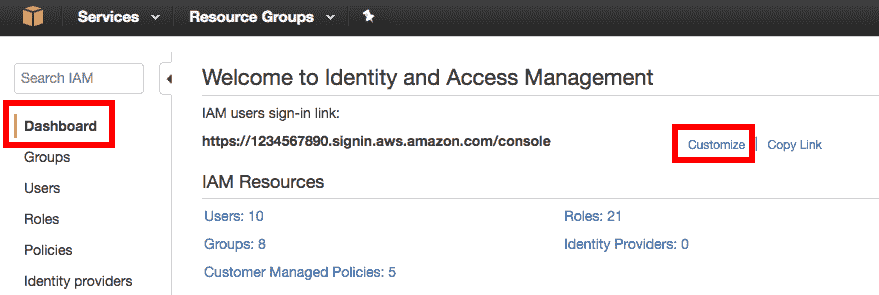 Services Resource Groups
Search IAM
Dashboard
Groups
Users
Roles
Policies
Identity providers
Welcome to Identity and Access Management
IAM users sign-in link:
https://1234567890.signin.aws.amazon.com/console
Customize | Copy Link
IAM Resources
Users: 10 Roles: 21
Groups: 8 Identity Providers: 0
Customer Managed Policies: 5